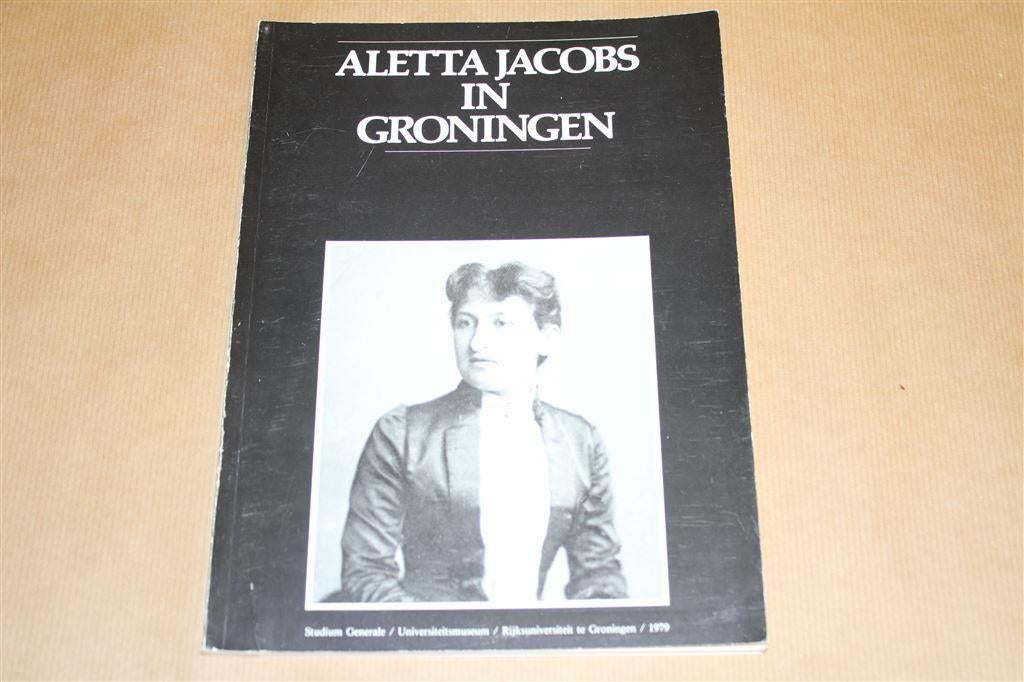 ALETTA JACOBS
IN
GRONINGEN
Studium Generale / Universiteitsmuseum / Rijksuniversiteit te Groningen / 1979